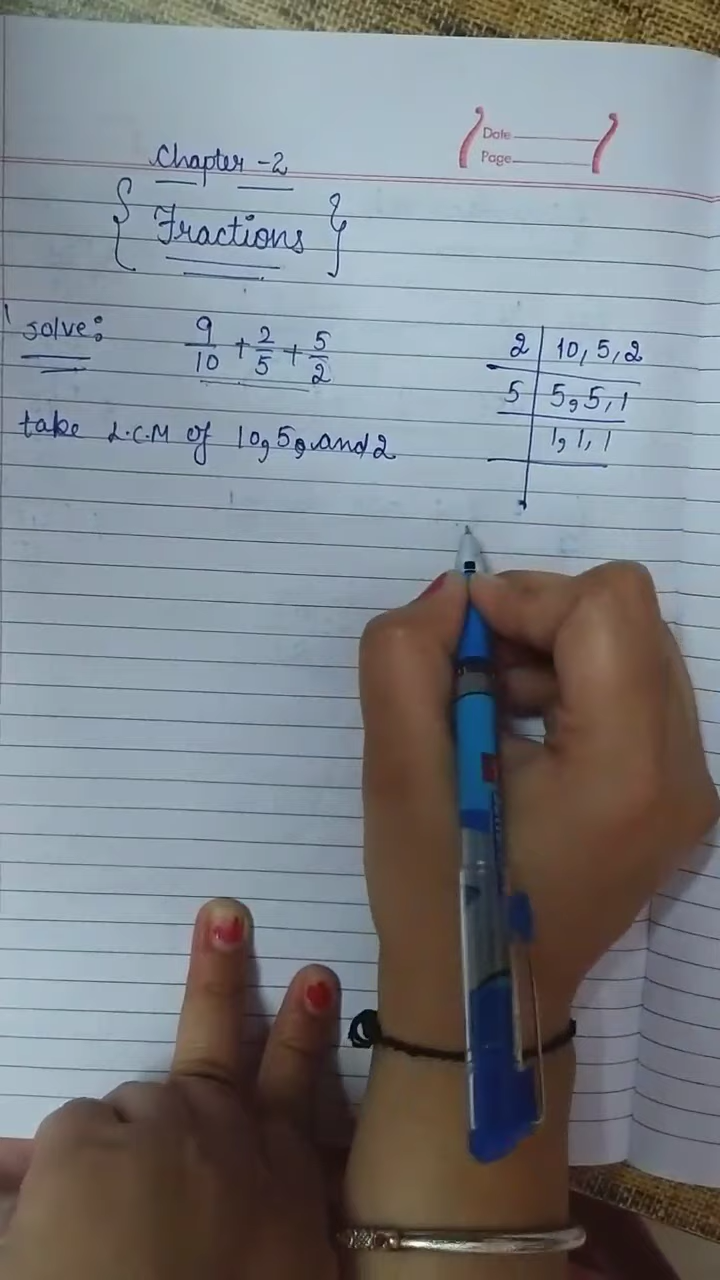 Date
Page
Chapter - 2
{ Fractions }
solve: 9/10 + 2/5 + 5/2
take L.C.M of 10, 5, and 2
2 | 10, 5, 2
5 | 5, 5, 1
| 1, 1, 1